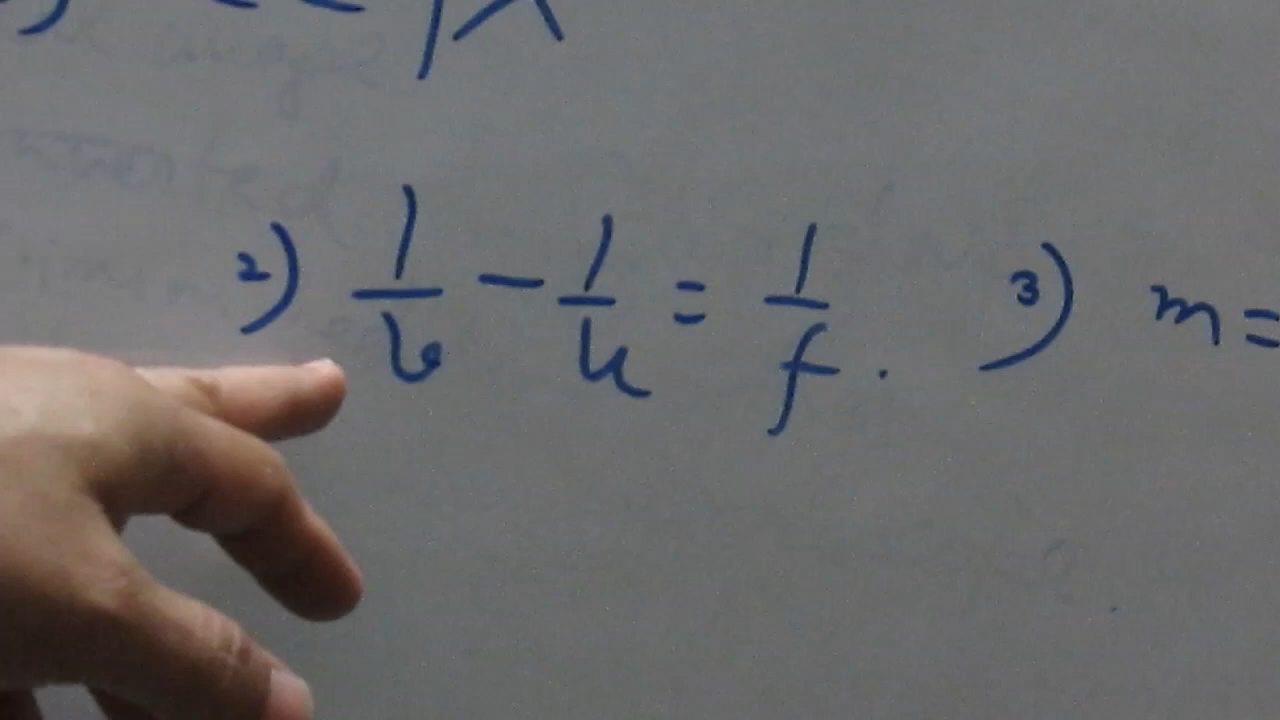 2) 1/v - 1/u = 1/f . 3) m =